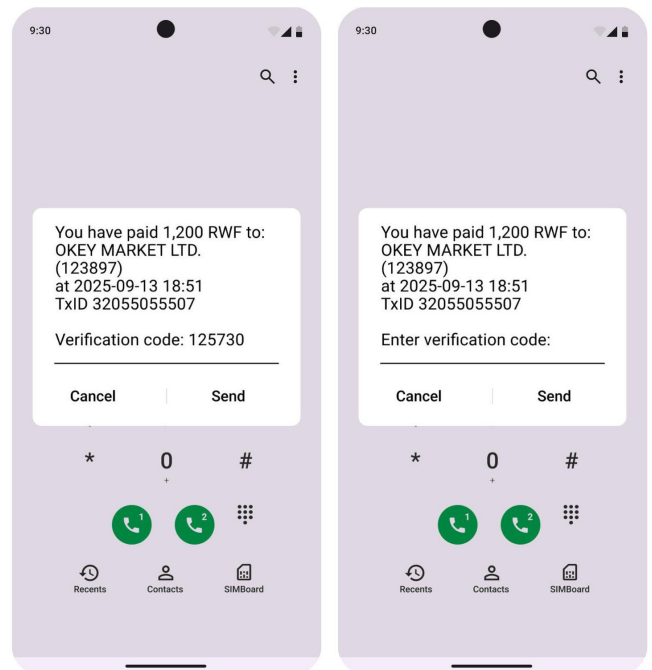 9:30
You have paid 1,200 RWF to:
OKEY MARKET LTD.
(123897)
at 2025-09-13 18:51
TxID 32055055507
Verification code: 125730
Cancel
Send
*
0
#
+
1
2
Recents
Contacts
SIMBoard
9:30
You have paid 1,200 RWF to:
OKEY MARKET LTD.
(123897)
at 2025-09-13 18:51
TxID 32055055507
Enter verification code:
Cancel
Send
*
0
#
+
1
2
Recents
Contacts
SIMBoard